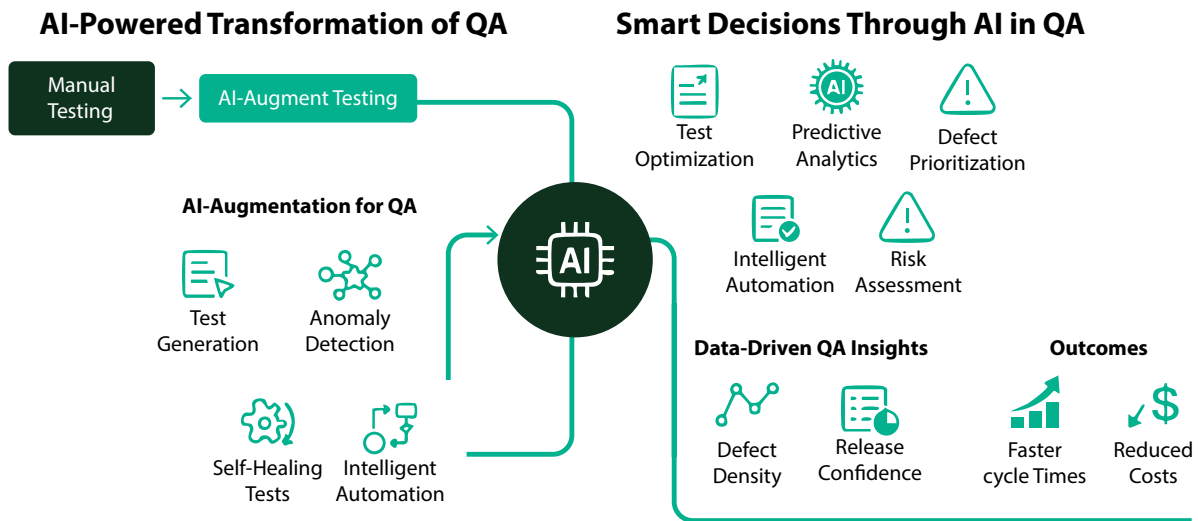 AI-Powered Transformation of QA
Manual
Testing
AI-Augment Testing
AI-Augmentation for QA
Test
Generation
Anomaly
Detection
Self-Healing
Tests
Intelligent
Automation
AI
Smart Decisions Through AI in QA
Test
Optimization
AI
Predictive
Analytics
Defect
Prioritization
Intelligent
Automation
Risk
Assessment
Data-Driven QA Insights
Defect
Density
Release
Confidence
Outcomes
Faster
cycle Times
$
Reduced
Costs